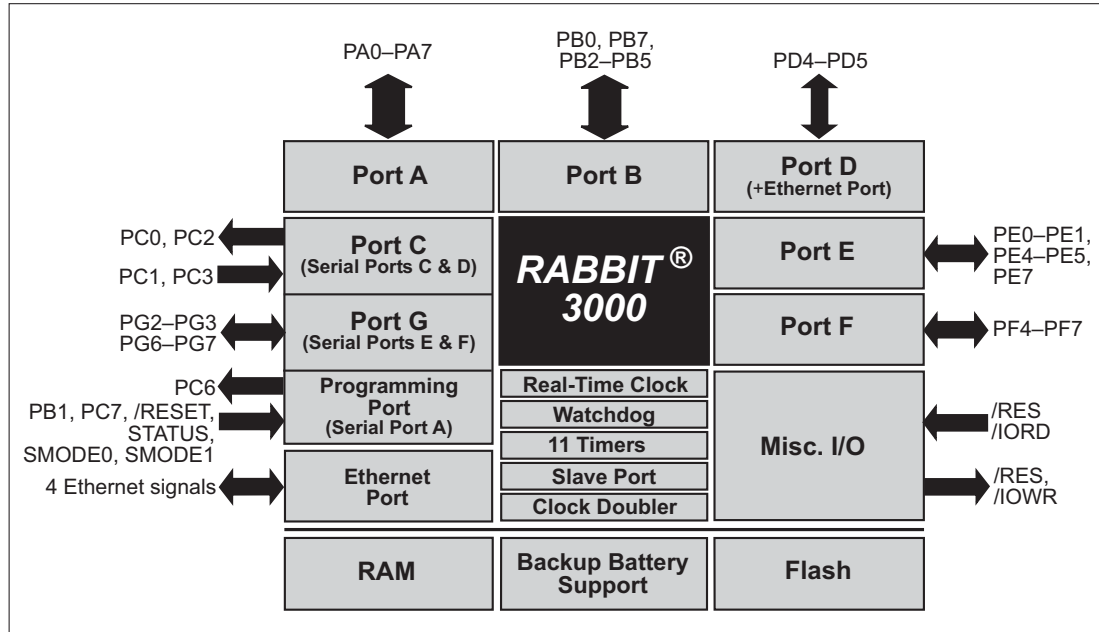 PA0–PA7
PB0, PB7,
PB2–PB5
PD4–PD5
Port A
Port B
Port D
(+Ethernet Port)
PC0, PC2
PC1, PC3
Port C
(Serial Ports C & D)
RABBIT ®
3000
Port E
PE0–PE1,
PE4–PE5,
PE7
PG2–PG3
PG6–PG7
Port G
(Serial Ports E & F)
Port F
PF4–PF7
PC6
PB1, PC7, /RESET,
STATUS,
SMODE0, SMODE1
Programming
Port
(Serial Port A)
Real-Time Clock
Watchdog
11 Timers
Slave Port
Clock Doubler
Misc. I/O
/RES
/IORD
/RES,
/IOWR
4 Ethernet signals
Ethernet
Port
RAM
Backup Battery
Support
Flash